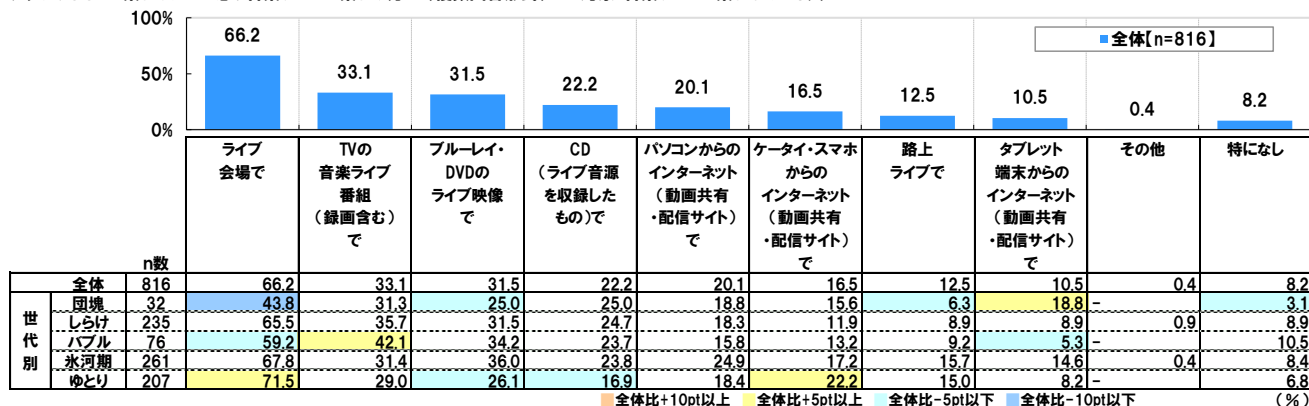 100%
50%
0%
全体【n=816】
66.2
33.1
31.5
22.2
20.1
16.5
12.5
10.5
0.4
8.2
ライブ
会場で
TVの
音楽ライブ
番組
(録画含む)
で
ブルーレイ・
DVDの
ライブ映像
で
CD
(ライブ音源
を収録した
もの)で
パソコンからの
インターネット
(動画共有
・配信サイト)
で
ケータイ・スマホ
からの
インターネット
(動画共有
・配信サイト)
で
路上
ライブで
タブレット
端末からの
インターネット
(動画共有
・配信サイト)
で
その他
特になし
n数
全体 816 66.2 33.1 31.5 22.2 20.1 16.5 12.5 10.5 0.4 8.2
世代別
団塊 32 43.8 31.3 25.0 25.0 18.8 15.6 6.3 18.8 - 3.1
しらけ 235 65.5 35.7 31.5 24.7 18.3 11.9 8.9 8.9 0.9 8.9
バブル 76 59.2 42.1 34.2 23.7 15.8 13.2 9.2 5.3 - 10.5
氷河期 261 67.8 31.4 36.0 23.8 24.9 17.2 15.7 14.6 0.4 8.4
ゆとり 207 71.5 29.0 26.1 16.9 18.4 22.2 15.0 8.2 - 6.8
全体比+10pt以上 全体比+5pt以上 全体比-5pt以下 全体比-10pt以下 (%)